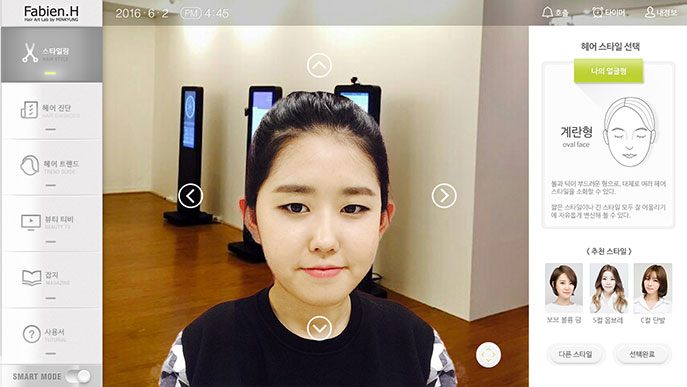 Fabien.H
Hair Art Lab by MINKYUNG
2016 · 6 · 2 PM 4:45
호출
타이머
내정보
스타일링
HAIR STYLE
헤어 진단
HAIR DIAGNOSIS
헤어 트렌드
TREND GUIDE
뷰티 티비
BEAUTY TV
잡지
MAGAZINE
사용서
TUTURIAL
SMART MODE
헤어 스타일 선택
나의 얼굴형
계란형
oval face
볼과 턱이 부드러운 형으로, 대체로 여러 헤어
스타일을 소화할 수 있다.
짧은 스타일이나 긴 스타일 모두 잘 어울리기
에 자유롭게 변신해 볼 수 있다.
< 추천 스타일 >
보브 볼륨 펌
S컬 옴브레
C컬 단발
다른 스타일
선택완료